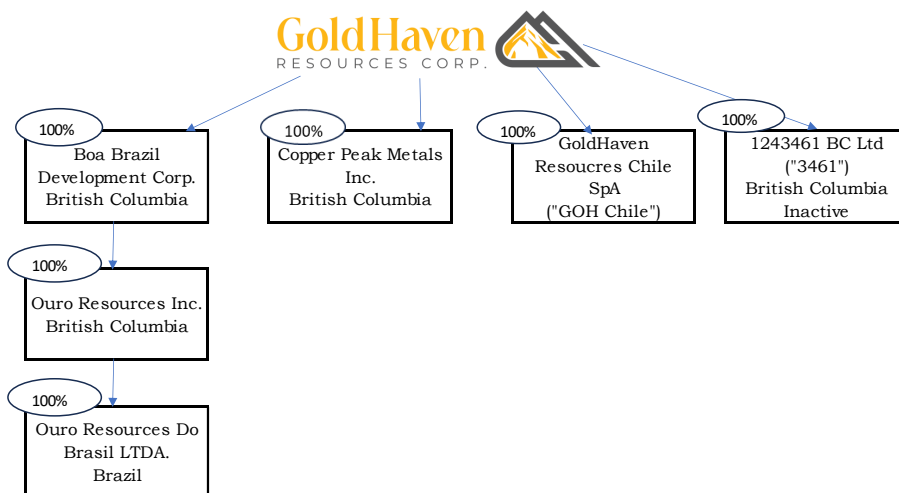 GoldHaven
RESOURCES CORP.
100%
Boa Brazil
Development Corp.
British Columbia
100%
Copper Peak Metals
Inc.
British Columbia
100%
GoldHaven
Resoucres Chile
SpA
("GOH Chile")
100%
1243461 BC Ltd
("3461")
British Columbia
Inactive
100%
Ouro Resources Inc.
British Columbia
100%
Ouro Resources Do
Brasil LTDA.
Brazil